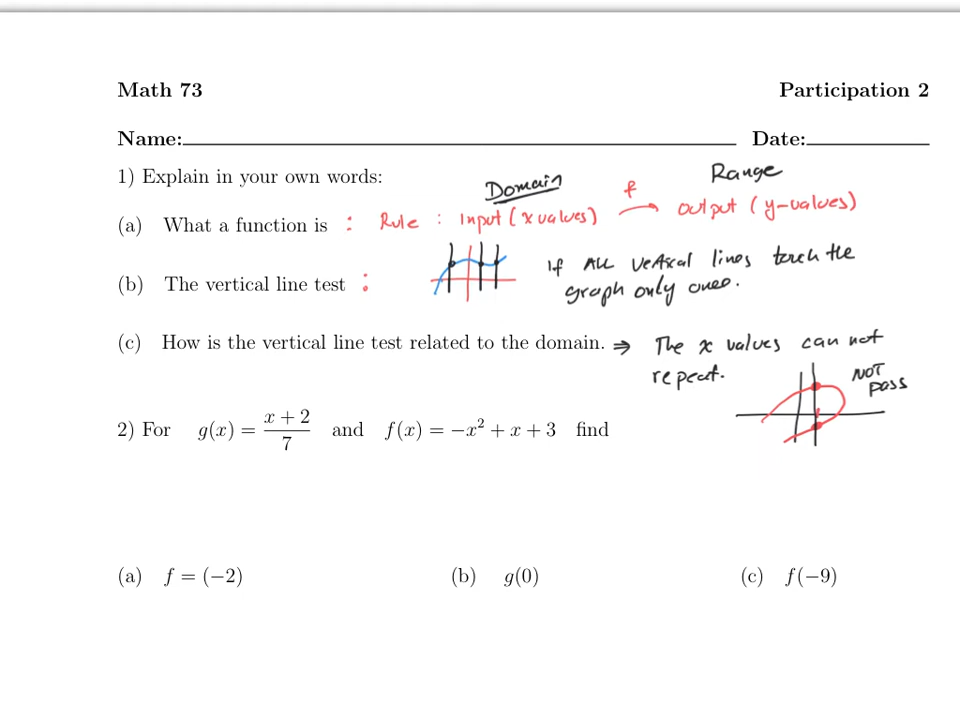 Math 73 Participation 2
Name: Date:
1) Explain in your own words:
Domain Range
(a) What a function is : Rule : Input (x values) f output (y-values)
(b) The vertical line test : If ALL vertical lines touch the
graph only once.
(c) How is the vertical line test related to the domain. ⇒ The x values can not
repeat.
NOT
pass
2) For g(x) = (x + 2)/7 and f(x) = −x² + x + 3 find
(a) f = (−2) (b) g(0) (c) f(−9)